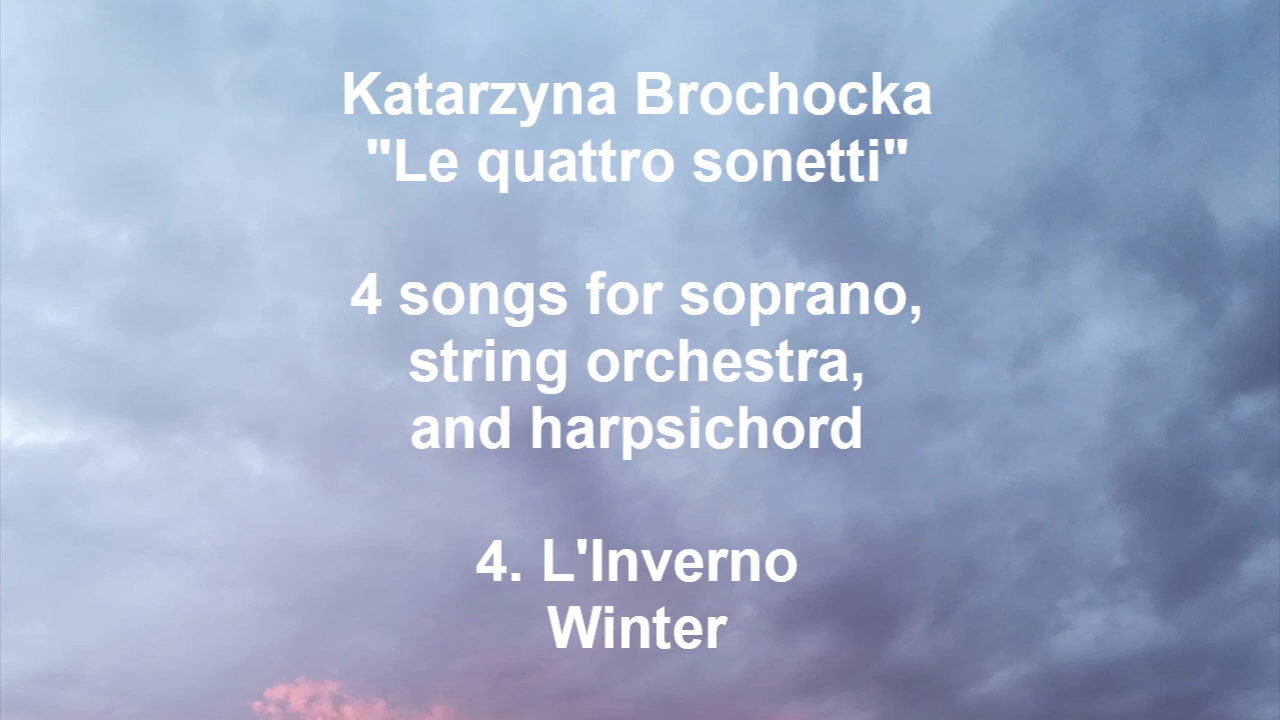 Katarzyna Brochocka
"Le quattro sonetti"
4 songs for soprano,
string orchestra,
and harpsichord
4. L'Inverno
Winter